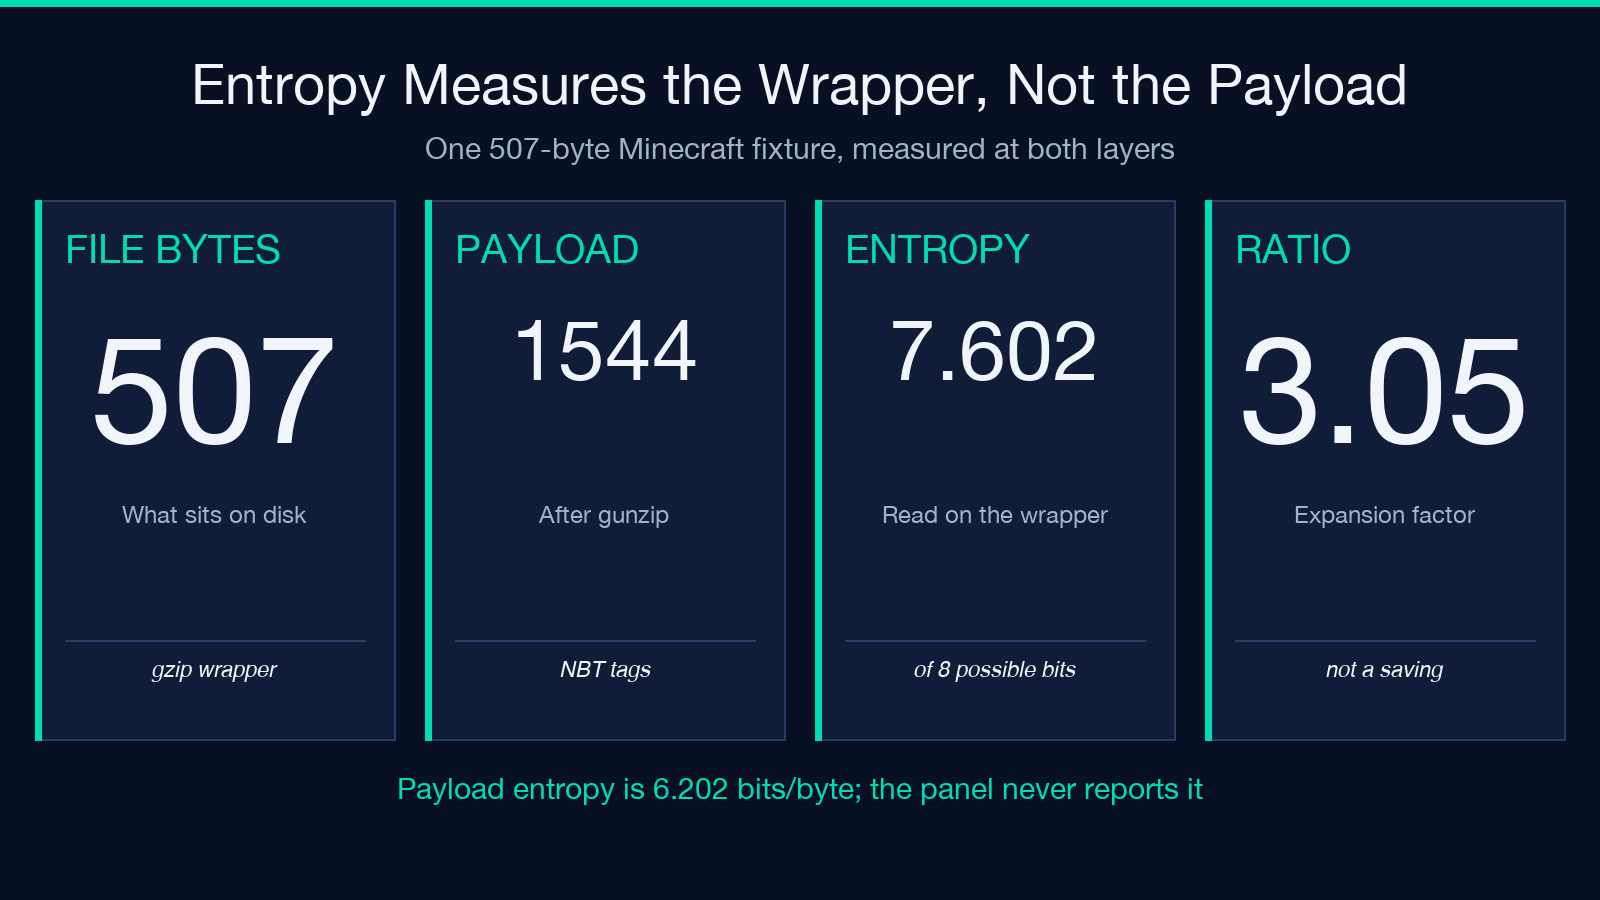 Entropy Measures the Wrapper, Not the Payload
One 507-byte Minecraft fixture, measured at both layers
FILE BYTES
507
What sits on disk
gzip wrapper
PAYLOAD
1544
After gunzip
NBT tags
ENTROPY
7.602
Read on the wrapper
of 8 possible bits
RATIO
3.05
Expansion factor
not a saving
Payload entropy is 6.202 bits/byte; the panel never reports it